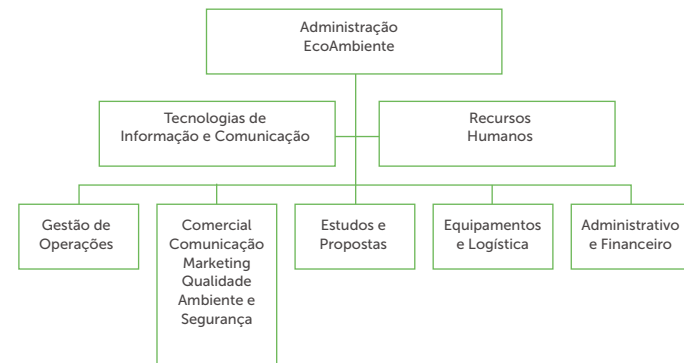 Administração
EcoAmbiente
Tecnologias de
Informação e Comunicação
Recursos
Humanos
Gestão de
Operações
Comercial
Comunicação
Marketing
Qualidade
Ambiente e
Segurança
Estudos e
Propostas
Equipamentos
e Logística
Administrativo
e Financeiro